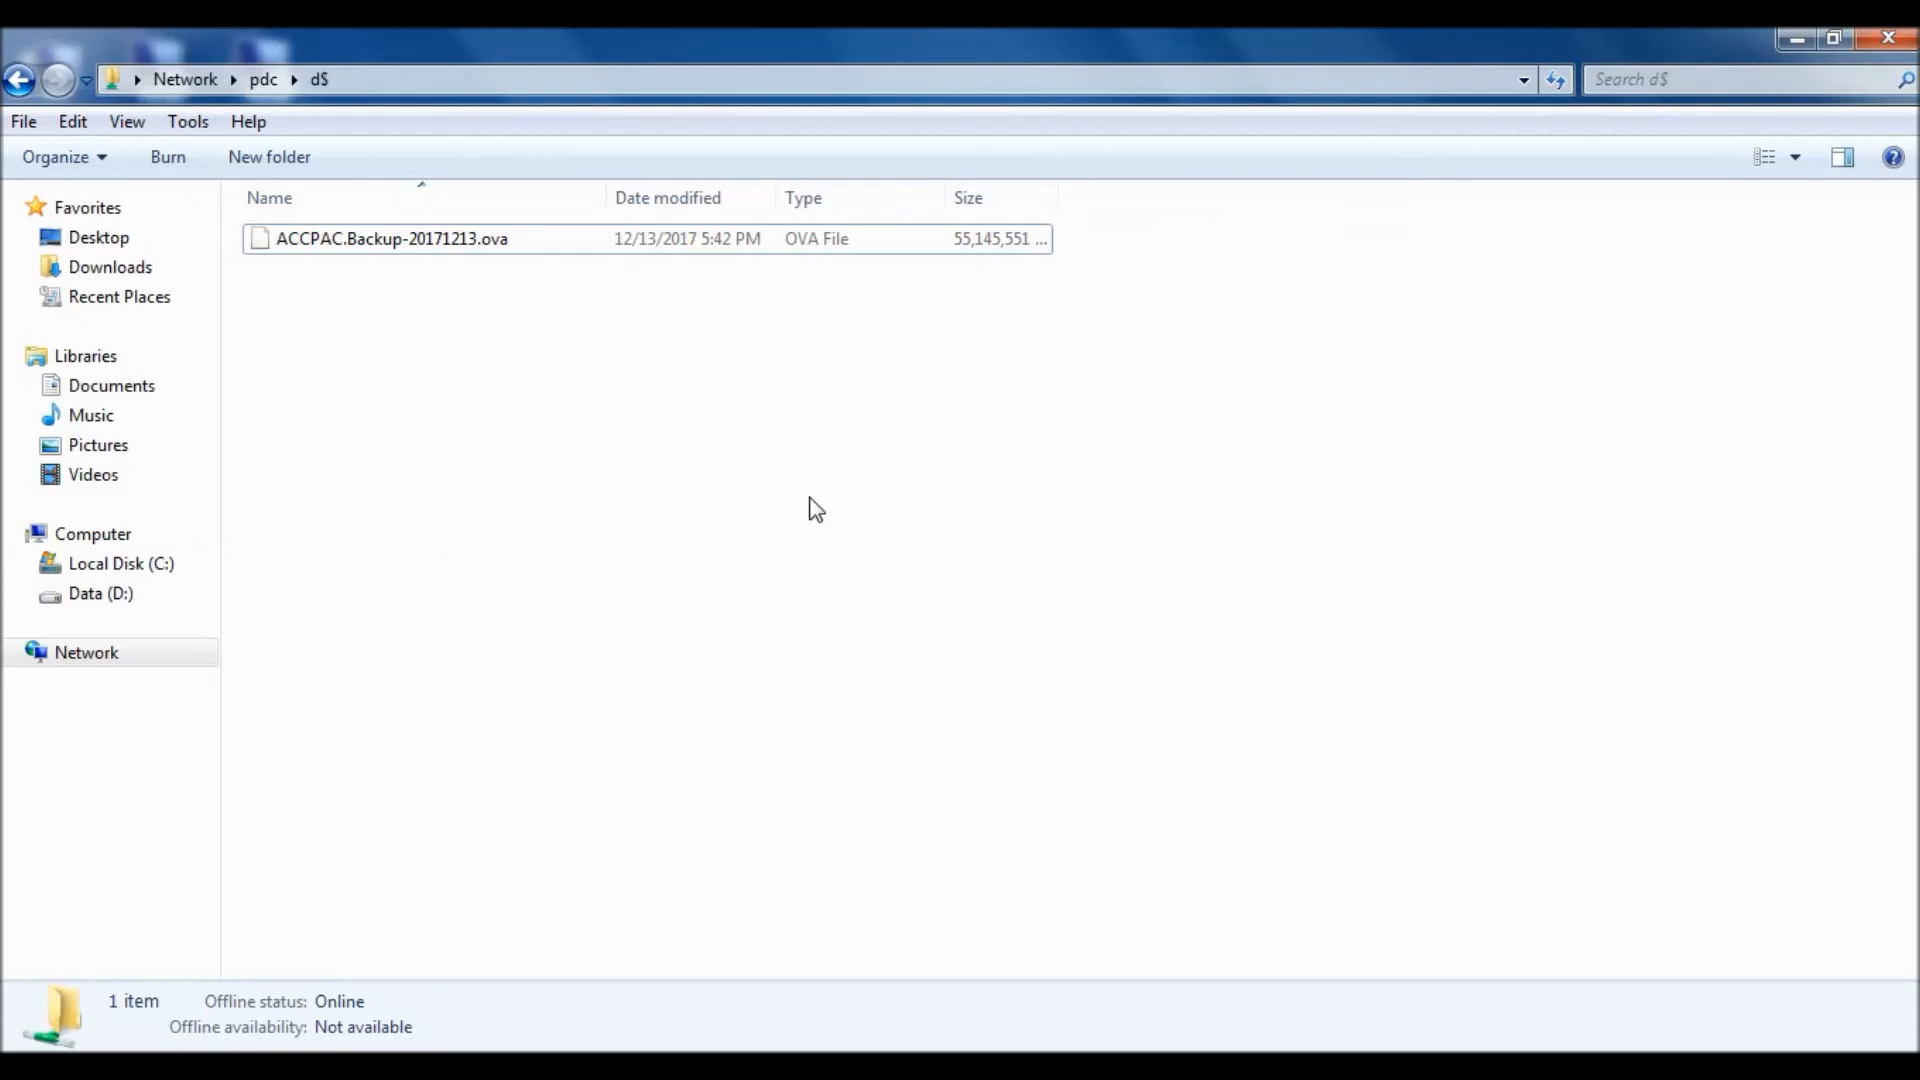 Network pdc d$
Search d$
File Edit View Tools Help
Organize Burn New folder
Name Date modified Type Size
ACCPAC.Backup-20171213.ova 12/13/2017 5:42 PM OVA File 55,145,551 ...
Favorites
Desktop
Downloads
Recent Places
Libraries
Documents
Music
Pictures
Videos
Computer
Local Disk (C:)
Data (D:)
Network
1 item Offline status: Online
Offline availability: Not available